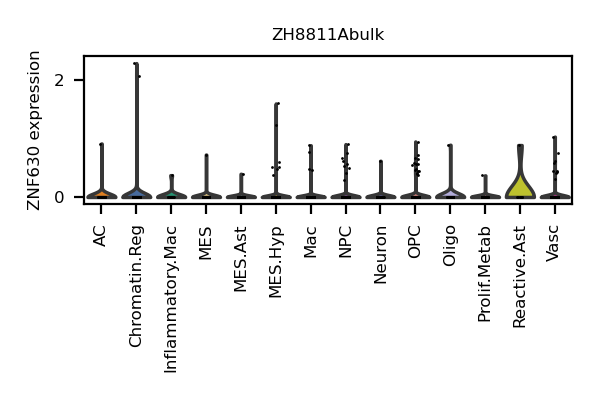 ZH8811Abulk
ZNF630 expression
2
0
AC
Chromatin.Reg
Inflammatory.Mac
MES
MES.Ast
MES.Hyp
Mac
NPC
Neuron
OPC
Oligo
Prolif.Metab
Reactive.Ast
Vasc